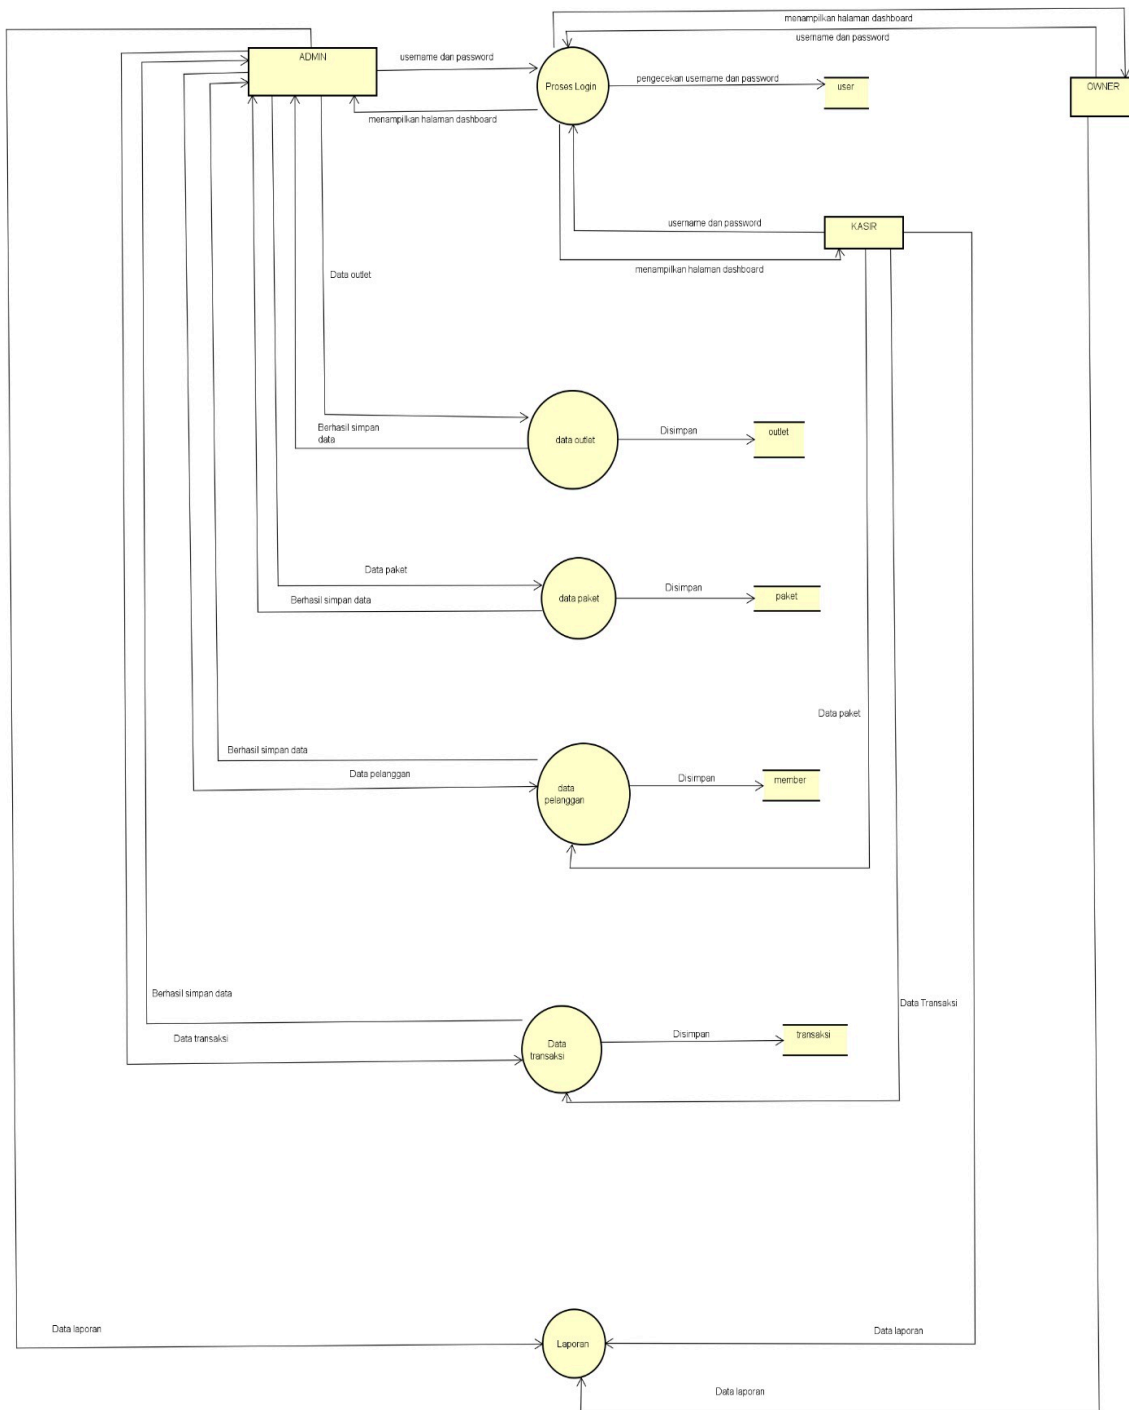 menampilkan halaman dashboard
username dan password
ADMIN
username dan password
Proses Login
pengecekan username dan password
user
OWNER
menampilkan halaman dashboard
username dan password
KASIR
menampilkan halaman dashboard
Data outlet
Berhasil simpan
data
data outlet
Disimpan
outlet
Data paket
Berhasil simpan data
data paket
Disimpan
paket
Data paket
Berhasil simpan data
Data pelanggan
data
pelanggan
Disimpan
member
Berhasil simpan data
Data transaksi
Data
transaksi
Disimpan
transaksi
Data Transaksi
Data laporan
Laporan
Data laporan
Data laporan